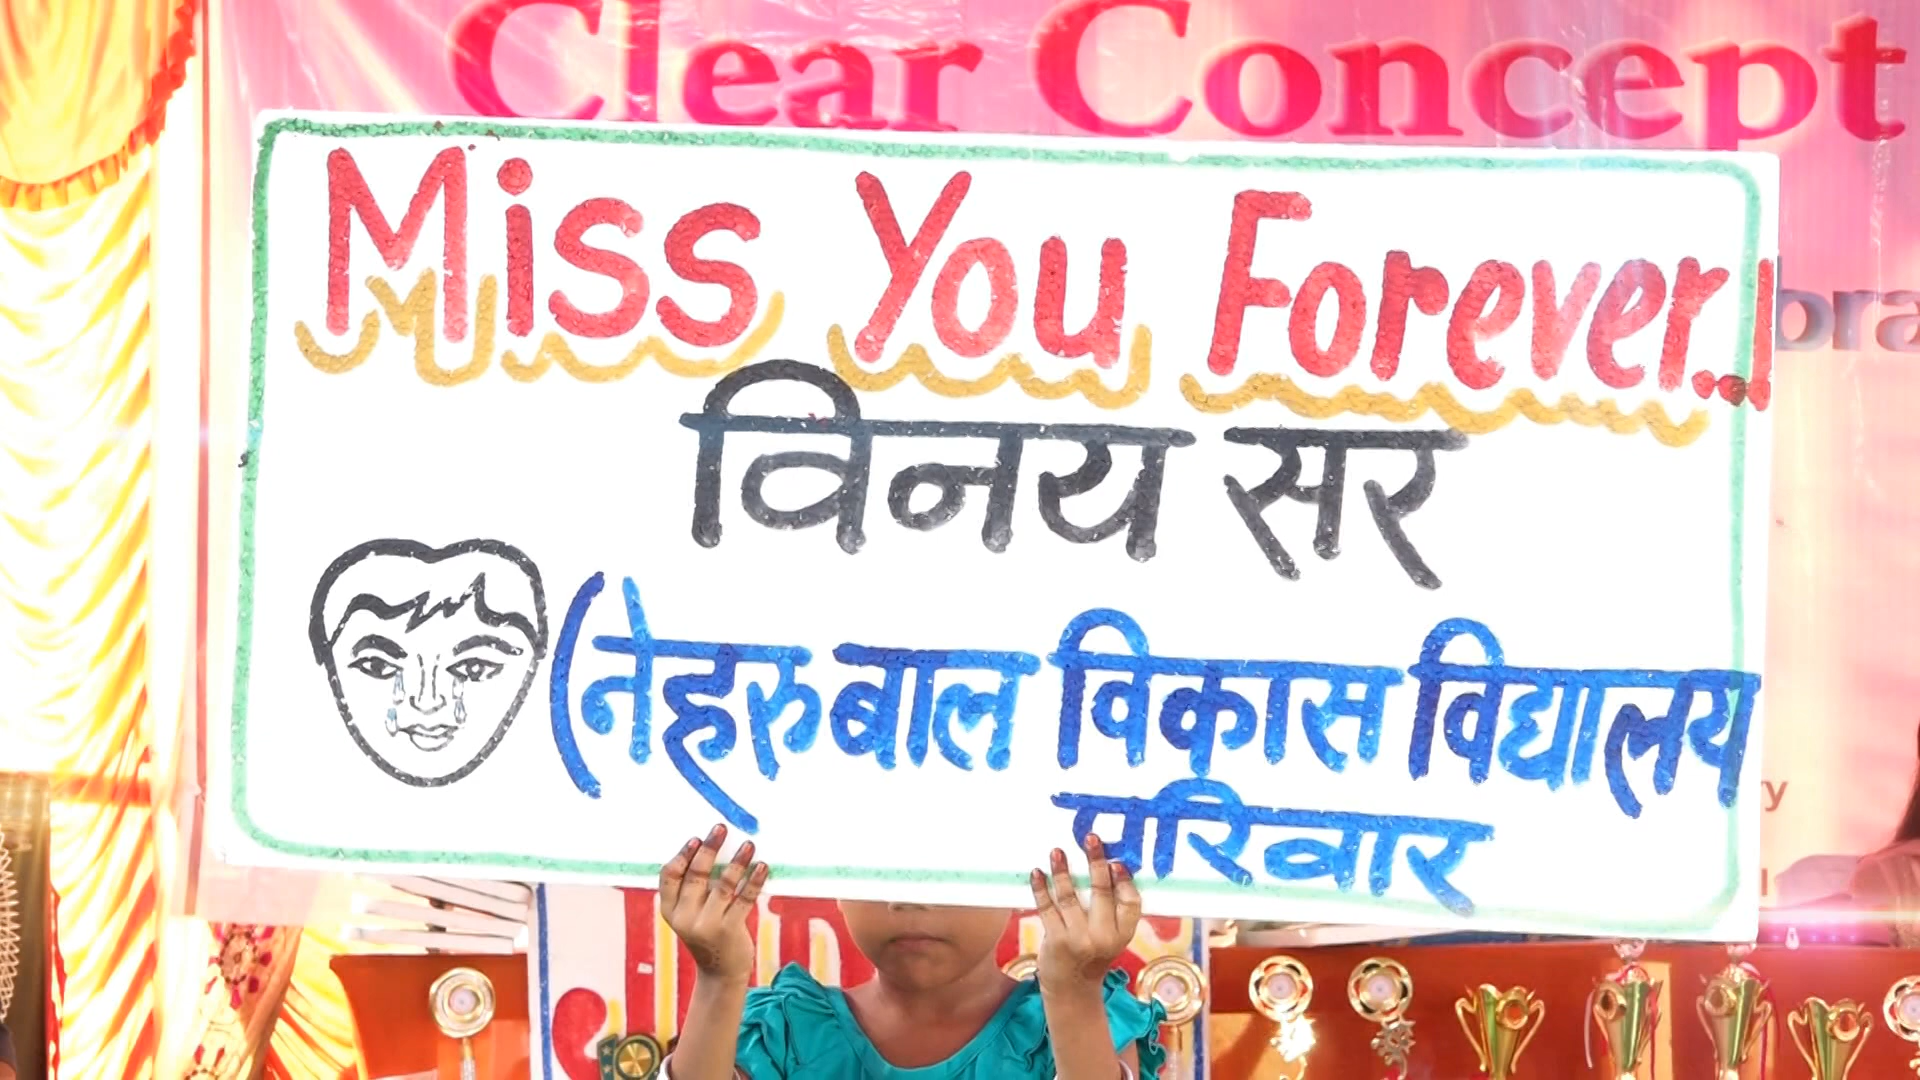 Clear Concept
Miss You Forever..!
विनय सर
(नेहरु बाल विकास विद्यालय
परिवार